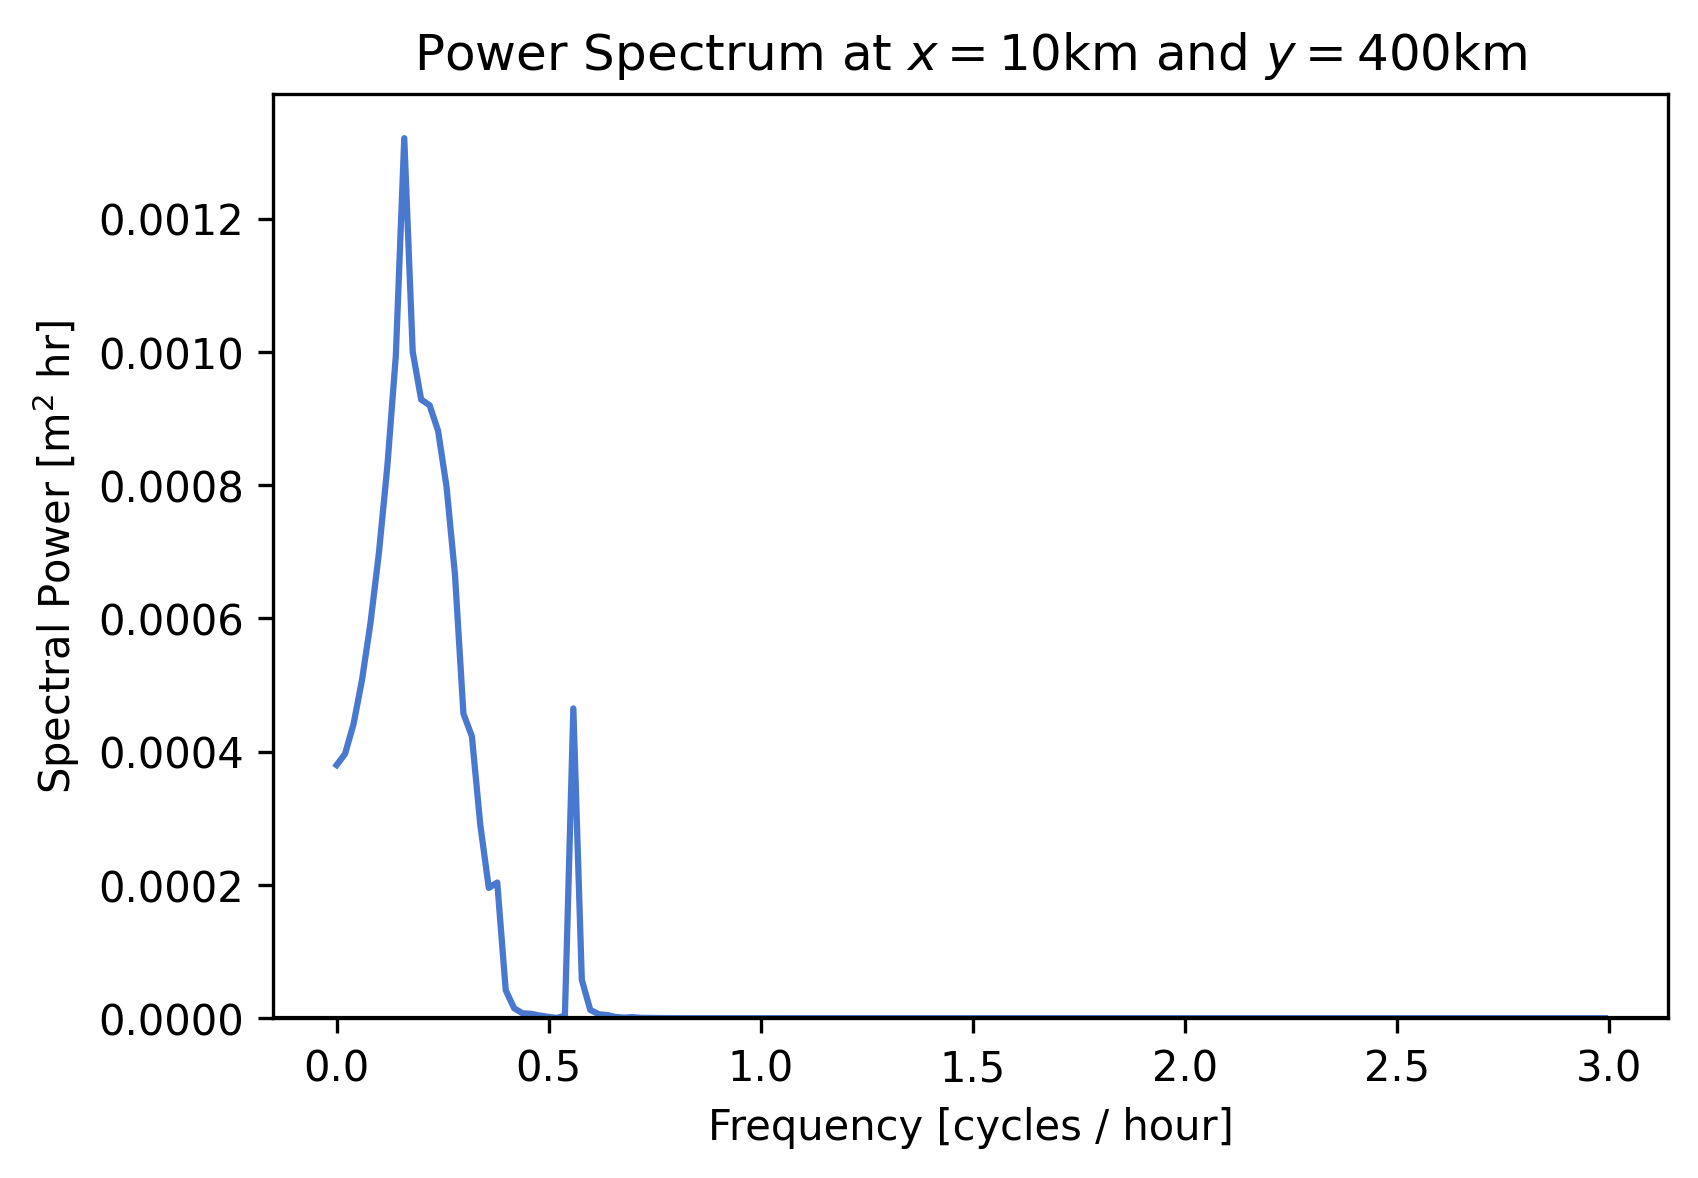 Power Spectrum at x = 10km and y = 400km
Spectral Power [m² hr]
0.0012
0.0010
0.0008
0.0006
0.0004
0.0002
0.0000
0.0 0.5 1.0 1.5 2.0 2.5 3.0
Frequency [cycles / hour]